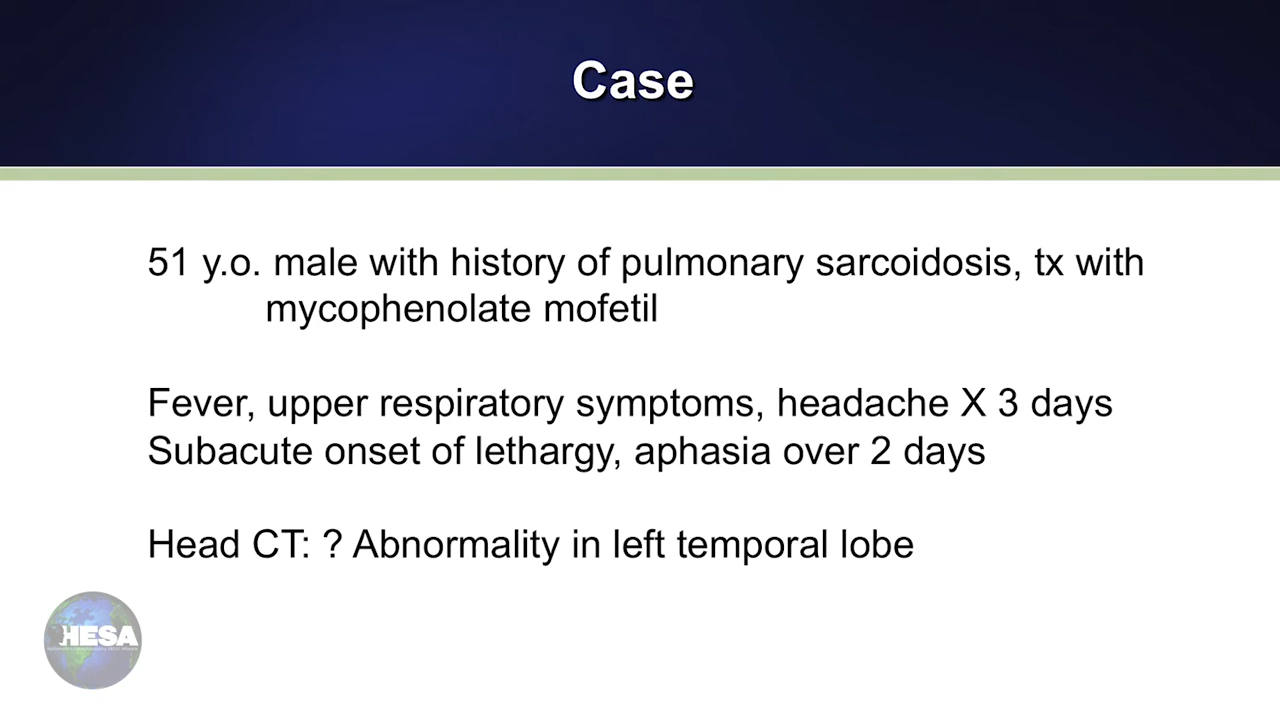 Case
51 y.o. male with history of pulmonary sarcoidosis, tx with
mycophenolate mofetil
Fever, upper respiratory symptoms, headache X 3 days
Subacute onset of lethargy, aphasia over 2 days
Head CT: ? Abnormality in left temporal lobe
HESA